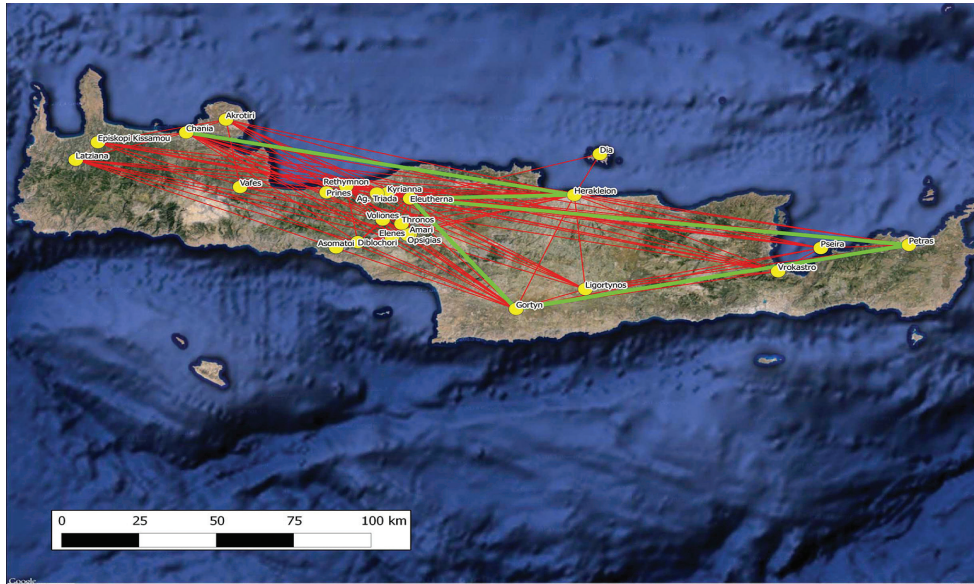 Akrotiri
Chania
Episkopi Kissamou
Latziana
Dia
Vafes
Rethymnon
Kyrianna
Prines
Ag. Triada
Eleutherna
Herakleion
Voliones
Thronos
Amari
Elenes
Opsigias
Asomatoi
Diblochori
Petras
Pseira
Vrokastro
Ligortynos
Gortyn
0 25 50 75 100 km
Google